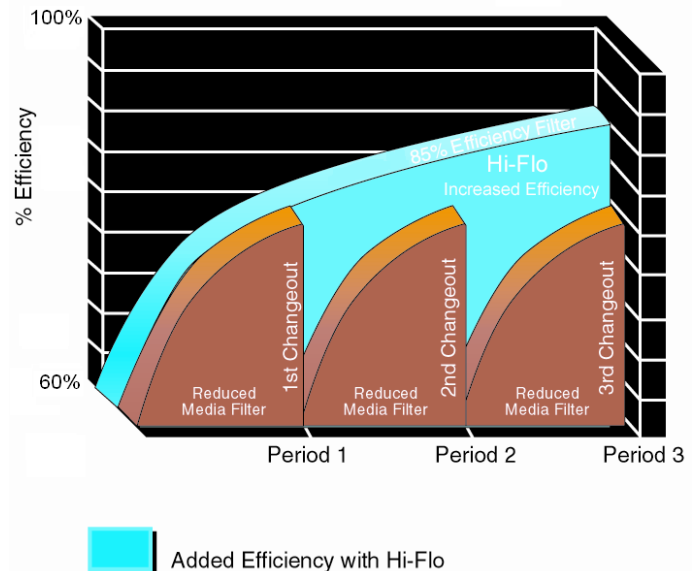 100%
% Efficiency
60%
85% Efficiency Filter
Hi-Flo
Increased Efficiency
1st Changeout
2nd Changeout
3rd Changeout
Reduced
Media Filter
Reduced
Media Filter
Reduced
Media Filter
Period 1
Period 2
Period 3
Added Efficiency with Hi-Flo